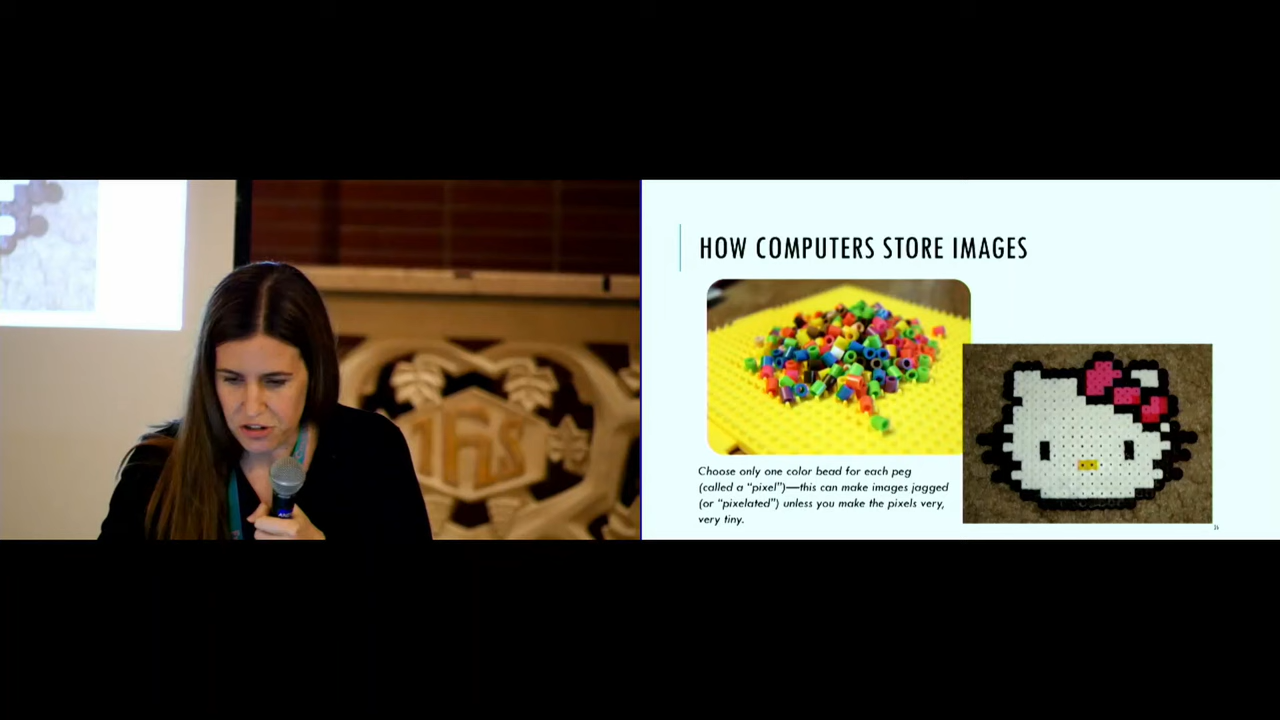 IHS
HOW COMPUTERS STORE IMAGES
Choose only one color bead for each peg
(called a “pixel”)—this can make images jagged
(or “pixelated”) unless you make the pixels very,
very tiny.